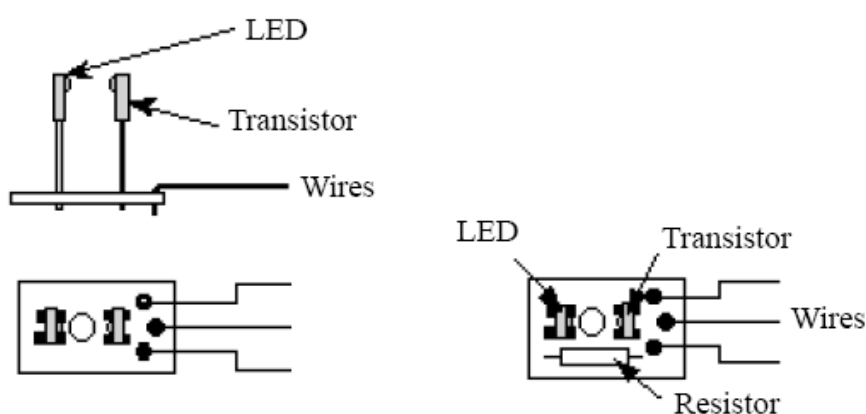 LED
Transistor
Wires
LED
Transistor
Wires
Resistor